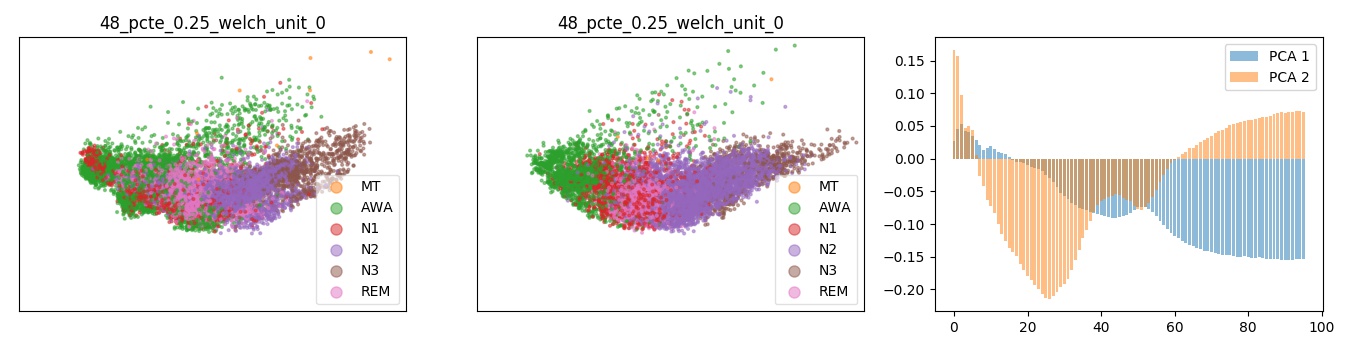 48_pcte_0.25_welch_unit_0
MT
AWA
N1
N2
N3
REM
48_pcte_0.25_welch_unit_0
MT
AWA
N1
N2
N3
REM
PCA 1
PCA 2
0.15
0.10
0.05
0.00
−0.05
−0.10
−0.15
−0.20
0 20 40 60 80 100